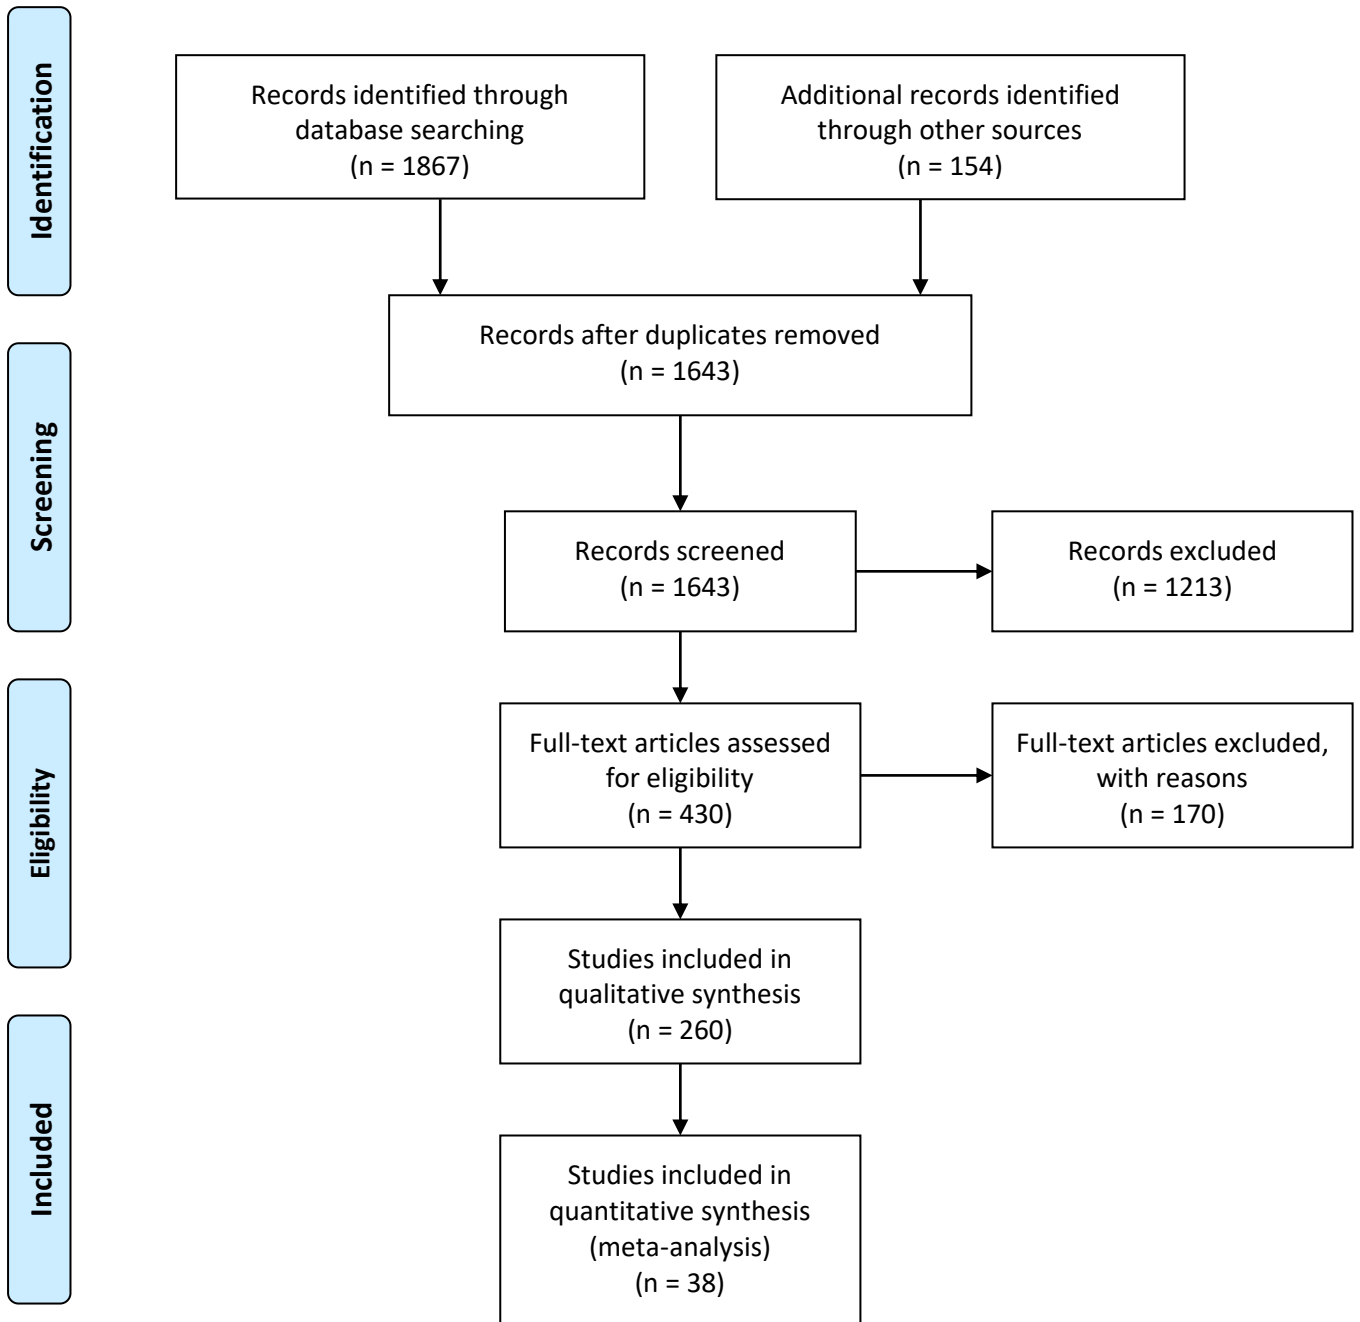 Identification
Records identified through
database searching
(n = 1867)
Additional records identified
through other sources
(n = 154)
Records after duplicates removed
(n = 1643)
Screening
Records screened
(n = 1643)
Records excluded
(n = 1213)
Eligibility
Full-text articles assessed
for eligibility
(n = 430)
Full-text articles excluded,
with reasons
(n = 170)
Studies included in
qualitative synthesis
(n = 260)
Included
Studies included in
quantitative synthesis
(meta-analysis)
(n = 38)